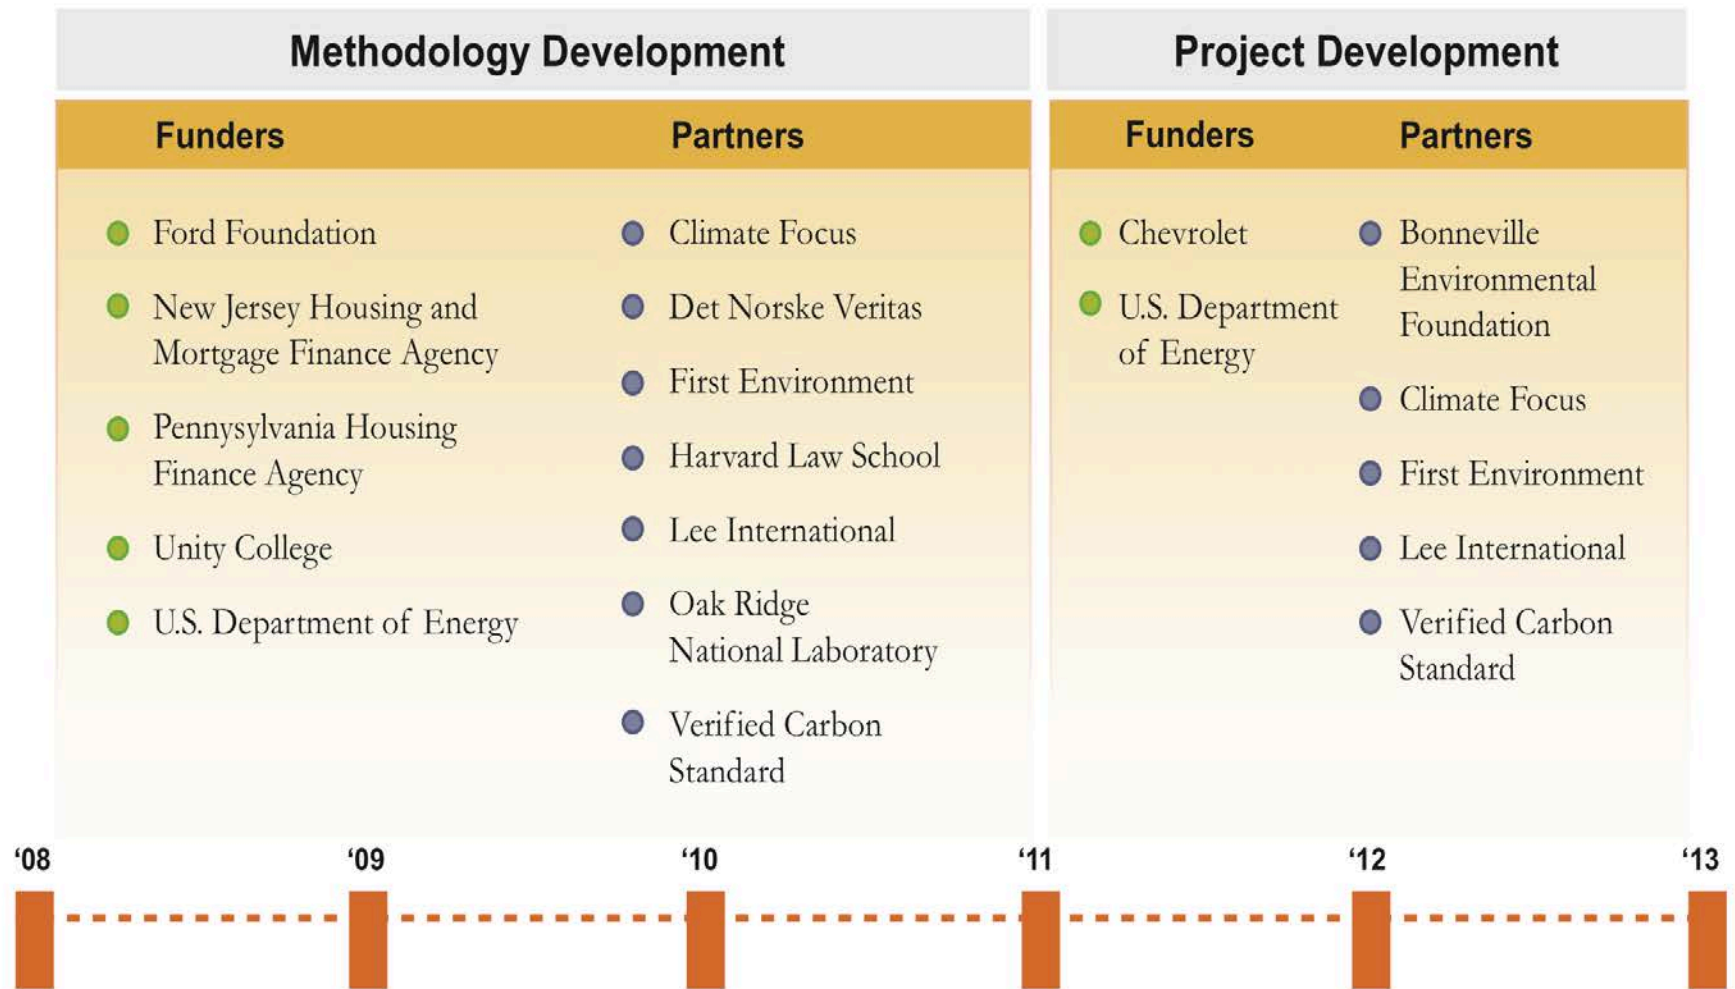 Methodology Development
Funders
Partners
Ford Foundation
New Jersey Housing and
Mortgage Finance Agency
Pennysylvania Housing
Finance Agency
Unity College
U.S. Department of Energy
Climate Focus
Det Norske Veritas
First Environment
Harvard Law School
Lee International
Oak Ridge
National Laboratory
Verified Carbon
Standard
Project Development
Funders
Partners
Chevrolet
U.S. Department
of Energy
Bonneville
Environmental
Foundation
Climate Focus
First Environment
Lee International
Verified Carbon
Standard
‘08 ‘09 ‘10 ‘11 ‘12 ‘13